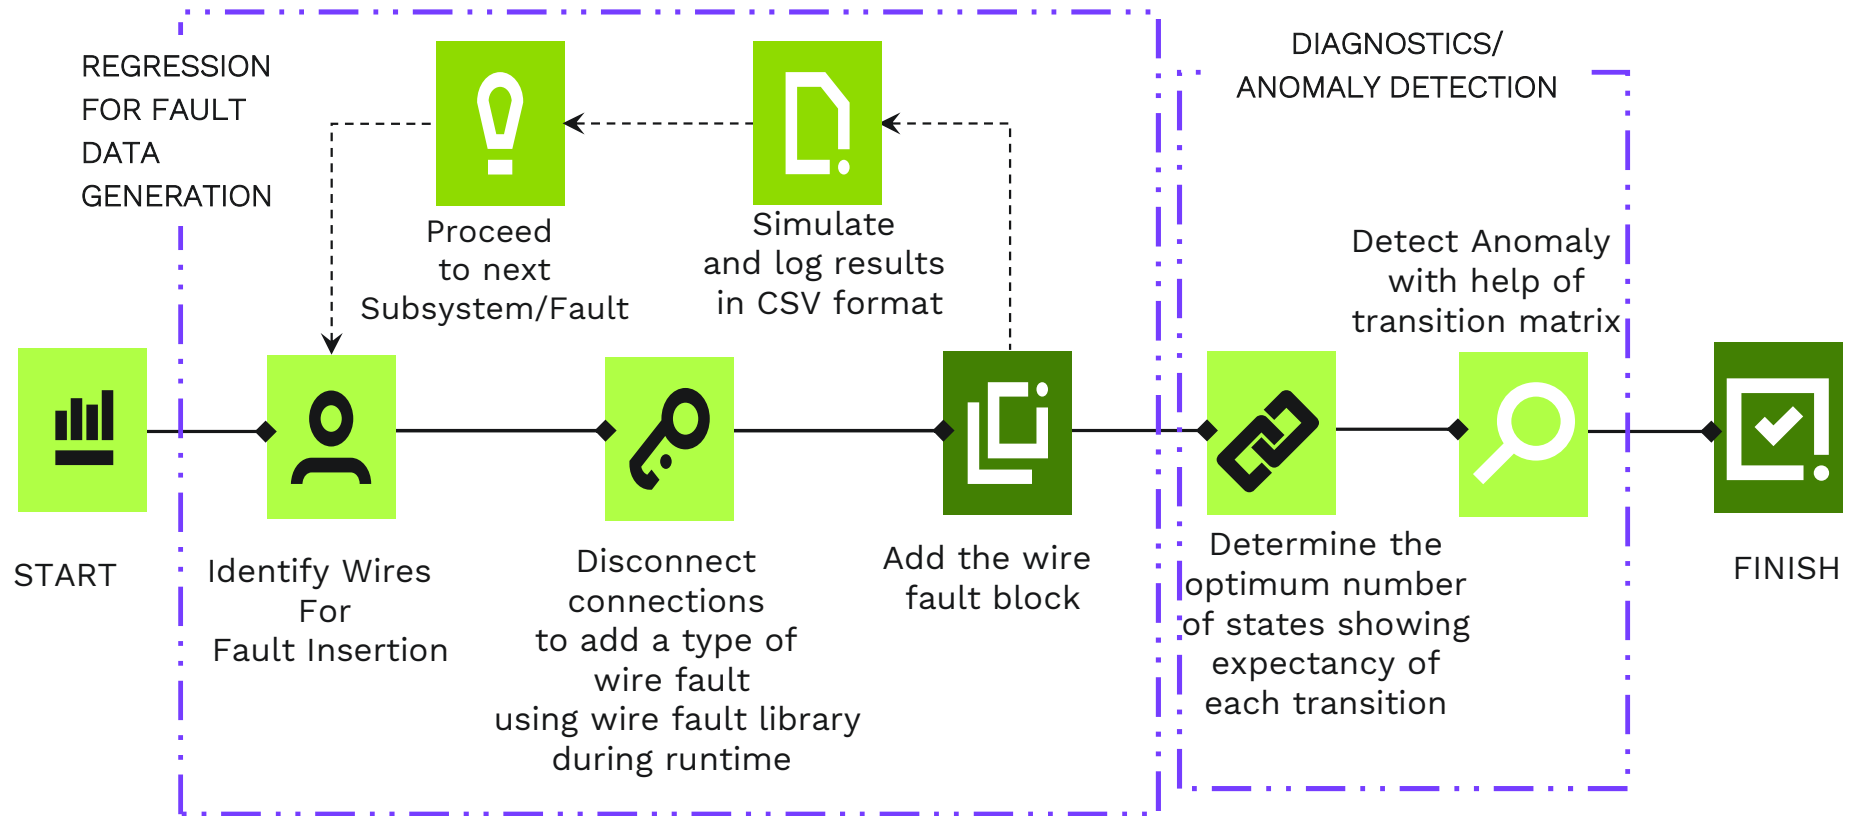 REGRESSION
FOR FAULT
DATA
GENERATION
DIAGNOSTICS/
ANOMALY DETECTION
Proceed
to next
Subsystem/Fault
Simulate
and log results
in CSV format
Detect Anomaly
with help of
transition matrix
START
Identify Wires
For
Fault Insertion
Disconnect
connections
to add a type of
wire fault
using wire fault library
during runtime
Add the wire
fault block
Determine the
optimum number
of states showing
expectancy of
each transition
FINISH